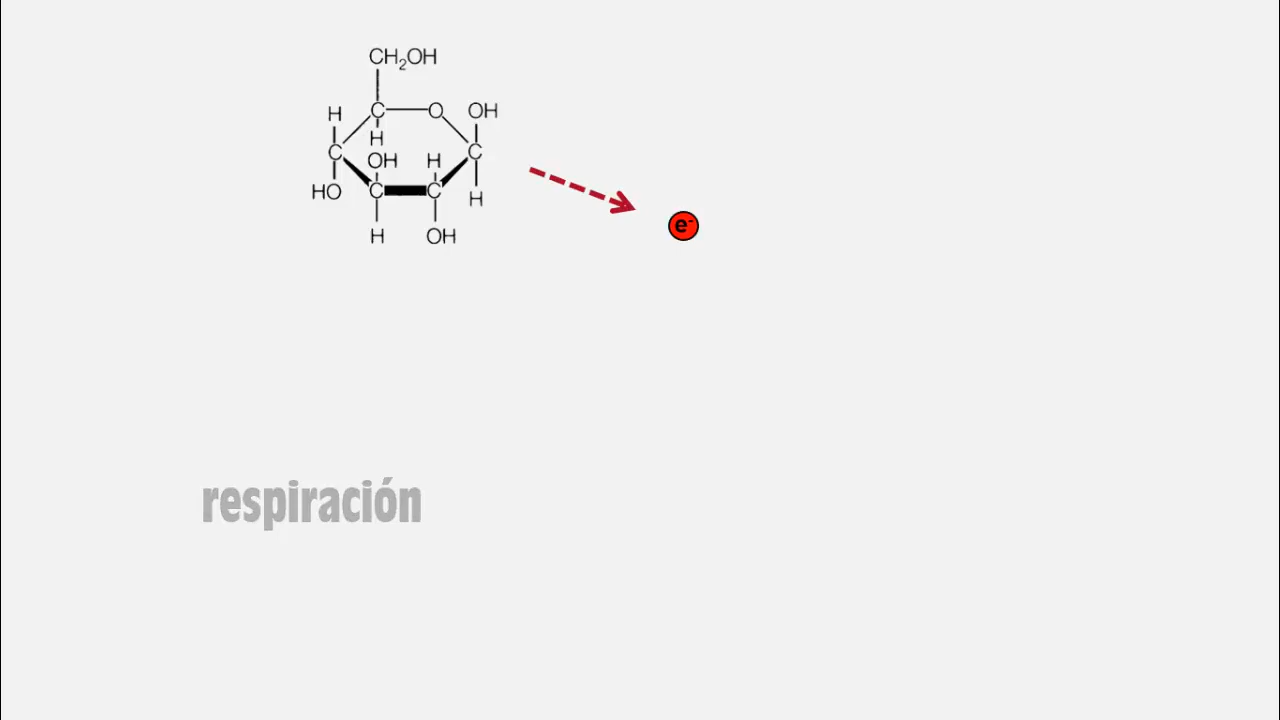 CH₂OH
H C O OH
H
C OH H C
HO C C H
H OH
e-
respiración